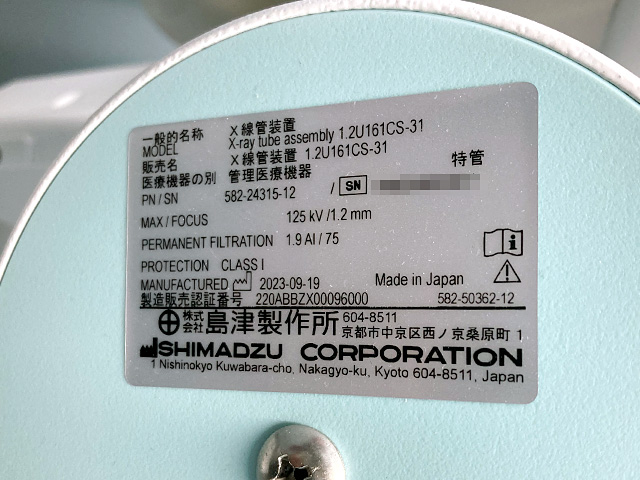 一般的名称 X線管装置
MODEL X-ray tube assembly 1.2U161CS-31
販売名 X線管装置 1.2U161CS-31 特管
医療機器の別 管理医療機器
PN / SN 582-24315-12 / SN
MAX / FOCUS 125 kV /1.2 mm
PERMANENT FILTRATION 1.9 Al / 75
PROTECTION CLASS I
MANUFACTURED 2023-09-19 Made in Japan
製造販売認証番号 220ABBZX00096000 582-50362-12
株式会社 島津製作所 604-8511
京都市中京区西ノ京桑原町 1
SHIMADZU CORPORATION
1 Nishinokyo Kuwabara-cho, Nakagyo-ku, Kyoto 604-8511, Japan